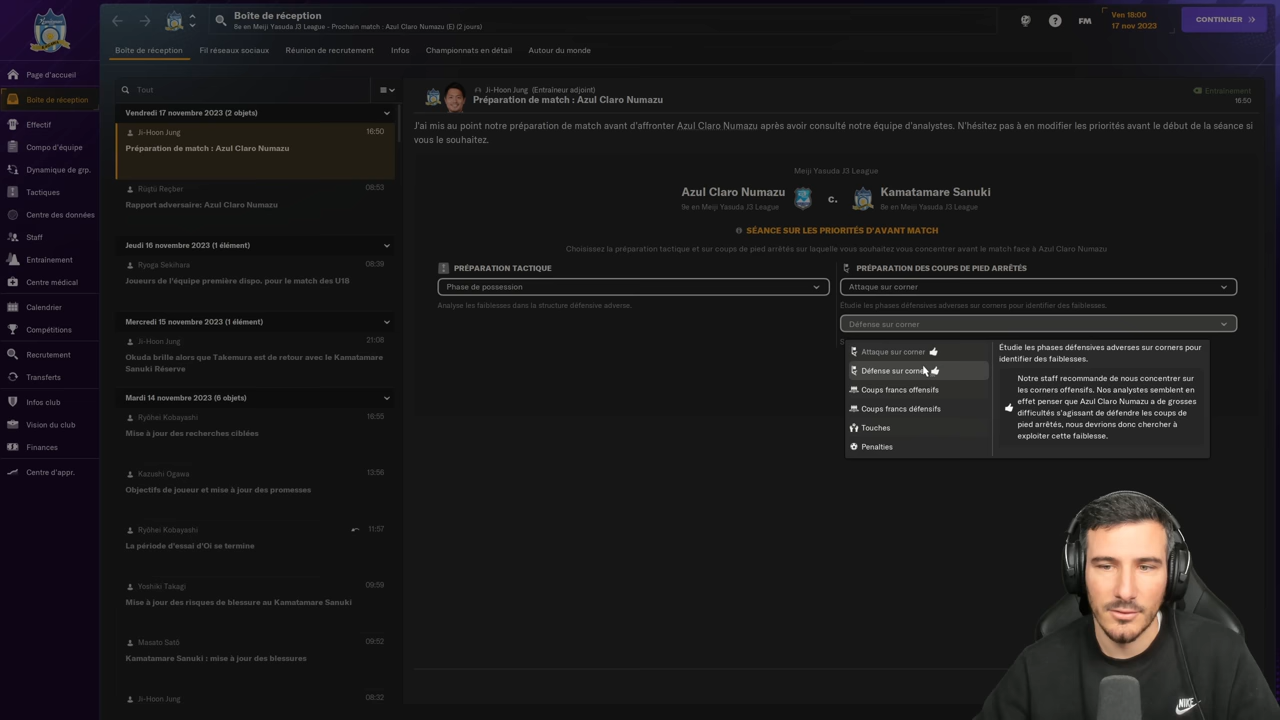 Boîte de réception
8e en Meiji Yasuda J3 League - Prochain match : Azul Claro Numazu (E) (2 jours)
FM
Ven 18:00
17 nov 2023
CONTINUER
Boîte de réception
Fil réseaux sociaux
Réunion de recrutement
Infos
Championnats en détail
Autour du monde
Page d'accueil
Boîte de réception
Effectif
Compo d'équipe
Dynamique de grp.
Tactiques
Centre des données
Staff
Entraînement
Centre médical
Calendrier
Compétitions
Recrutement
Transferts
Infos club
Vision du club
Finances
Centre d'appr.
Tout
Vendredi 17 novembre 2023 (2 objets)
Ji-Hoon Jung 16:50
Préparation de match : Azul Claro Numazu
Rüştü Reçber 08:53
Rapport adversaire: Azul Claro Numazu
Jeudi 16 novembre 2023 (1 élément)
Ryoga Sekihara 08:39
Joueurs de l'équipe première dispo. pour le match des U18
Mercredi 15 novembre 2023 (1 élément)
Ji-Hoon Jung 21:08
Okuda brille alors que Takemura est de retour avec le Kamatamare
Sanuki Réserve
Mardi 14 novembre 2023 (6 objets)
Ryōhei Kobayashi 16:55
Mise à jour des recherches ciblées
Kazushi Ogawa 13:56
Objectifs de joueur et mise à jour des promesses
Ryōhei Kobayashi 11:57
La période d'essai d'Oi se termine
Yoshiki Takagi 09:59
Mise à jour des risques de blessure au Kamatamare Sanuki
Masato Satō 09:52
Kamatamare Sanuki : mise à jour des blessures
Ji-Hoon Jung 08:32
Ji-Hoon Jung (Entraîneur adjoint)
Préparation de match : Azul Claro Numazu
Entraînement
16:50
J'ai mis au point notre préparation de match avant d'affronter Azul Claro Numazu après avoir consulté notre équipe d'analystes. N'hésitez pas à en modifier les priorités avant le début de la séance si
vous le souhaitez.
Meiji Yasuda J3 League
Azul Claro Numazu
9e en Meiji Yasuda J3 League
c.
Kamatamare Sanuki
8e en Meiji Yasuda J3 League
SÉANCE SUR LES PRIORITÉS D'AVANT MATCH
Choisissez la préparation tactique et sur coups de pied arrêtés sur laquelle vous souhaitez vous concentrer avant le match face à Azul Claro Numazu
PRÉPARATION TACTIQUE
Phase de possession
Analyse les faiblesses dans la structure défensive adverse.
PRÉPARATION DES COUPS DE PIED ARRÊTÉS
Attaque sur corner
Étudie les phases défensives adverses sur corners pour identifier des faiblesses.
Défense sur corner
Attaque sur corner
Défense sur corner
Coups francs offensifs
Coups francs défensifs
Touches
Penalties
Étudie les phases défensives adverses sur corners pour
identifier des faiblesses.
Notre staff recommande de nous concentrer sur
les corners offensifs. Nos analystes semblent en
effet penser que Azul Claro Numazu a de grosses
difficultés s'agissant de défendre les coups de
pied arrêtés, nous devrions donc chercher à
exploiter cette faiblesse.
NIKE